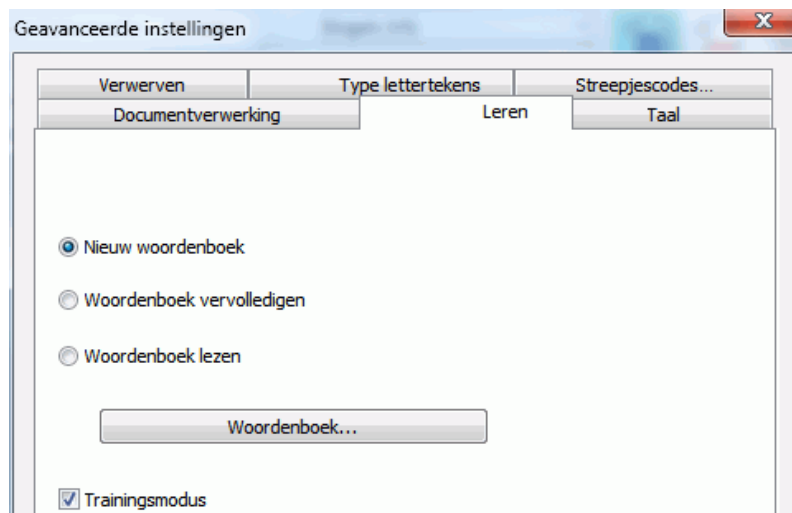 Geavanceerde instellingen
Verwerven Type lettertekens Streepjescodes...
Documentverwerking Leren Taal
Nieuw woordenboek
Woordenboek vervolledigen
Woordenboek lezen
Woordenboek...
Trainingsmodus